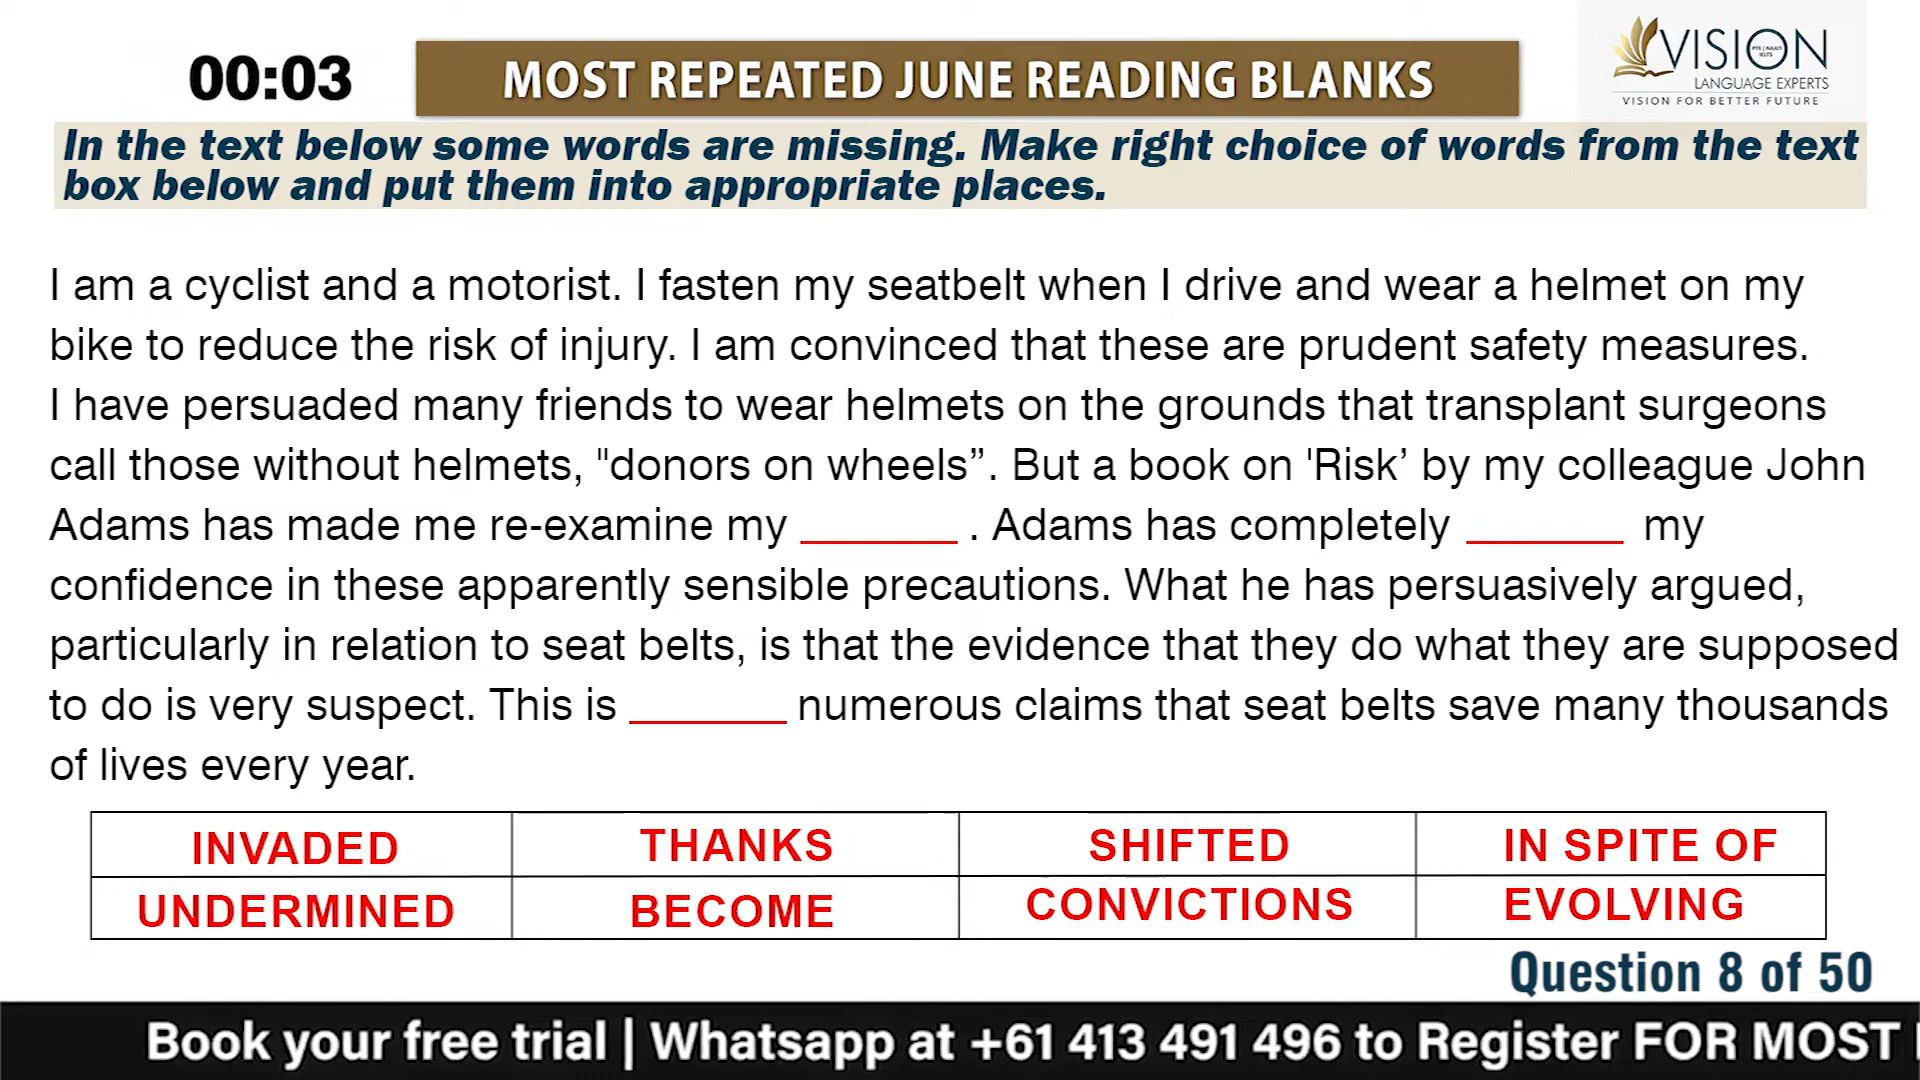 00:03
MOST REPEATED JUNE READING BLANKS
VISION
PTE | NAATI
IELTS
LANGUAGE EXPERTS
VISION FOR BETTER FUTURE
In the text below some words are missing. Make right choice of words from the text
box below and put them into appropriate places.
I am a cyclist and a motorist. I fasten my seatbelt when I drive and wear a helmet on my
bike to reduce the risk of injury. I am convinced that these are prudent safety measures.
I have persuaded many friends to wear helmets on the grounds that transplant surgeons
call those without helmets, "donors on wheels”. But a book on 'Risk’ by my colleague John
Adams has made me re-examine my ______ . Adams has completely ______ my
confidence in these apparently sensible precautions. What he has persuasively argued,
particularly in relation to seat belts, is that the evidence that they do what they are supposed
to do is very suspect. This is ______ numerous claims that seat belts save many thousands
of lives every year.
INVADED THANKS SHIFTED IN SPITE OF
UNDERMINED BECOME CONVICTIONS EVOLVING
Question 8 of 50
Book your free trial | Whatsapp at +61 413 491 496 to Register FOR MOST